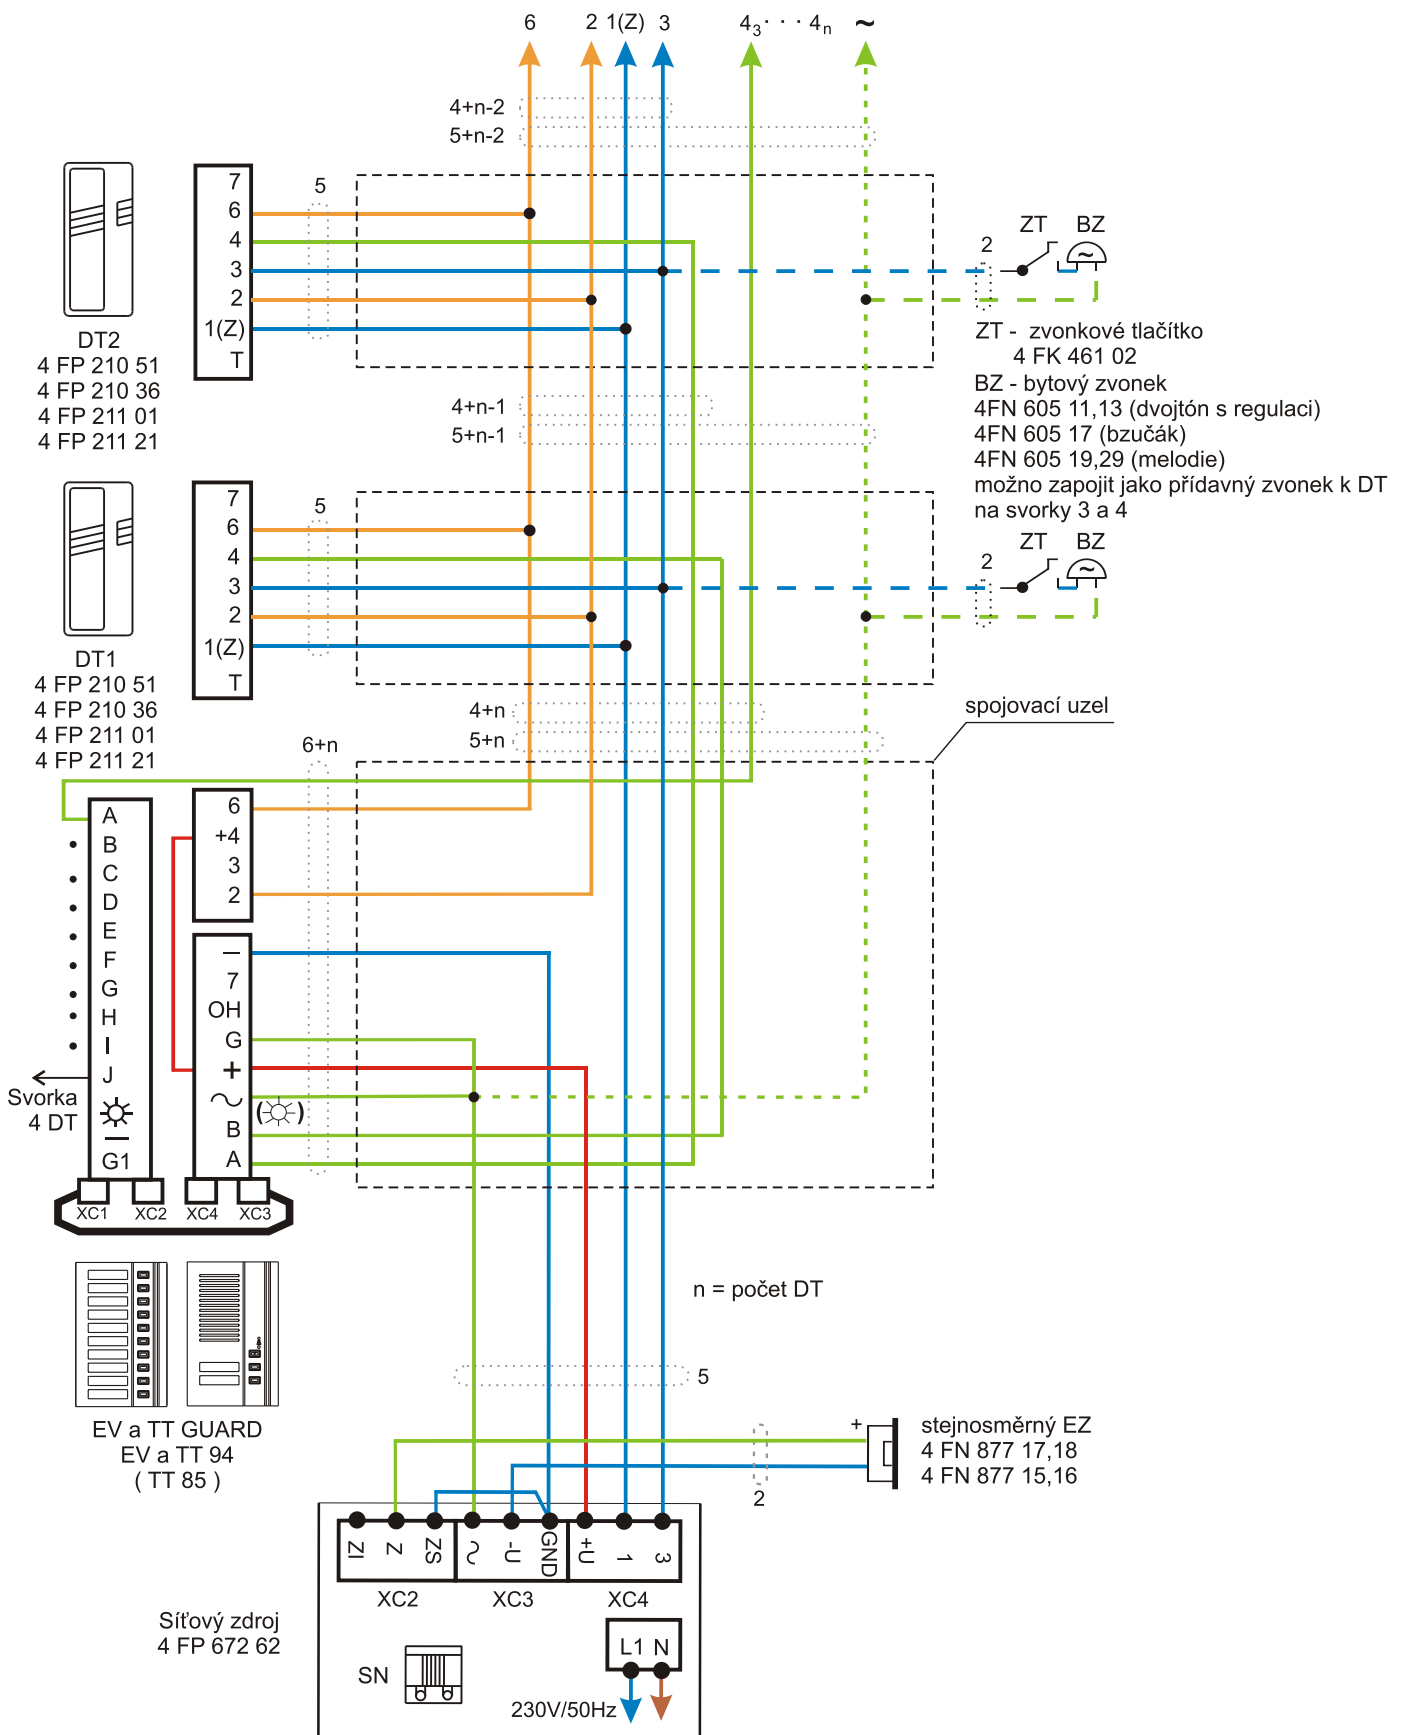 6 2 1(Z) 3 4₃ · · · 4ₙ ~
4+n-2
5+n-2
7
6
4
3
2
1(Z)
T
5
DT2
4 FP 210 51
4 FP 210 36
4 FP 211 01
4 FP 211 21
2
ZT BZ
~
ZT - zvonkové tlačítko
4 FK 461 02
BZ - bytový zvonek
4FN 605 11,13 (dvojtón s regulaci)
4FN 605 17 (bzučák)
4FN 605 19,29 (melodie)
možno zapojit jako přídavný zvonek k DT
na svorky 3 a 4
4+n-1
5+n-1
7
6
4
3
2
1(Z)
T
5
DT1
4 FP 210 51
4 FP 210 36
4 FP 211 01
4 FP 211 21
2
ZT BZ
~
4+n
5+n
spojovací uzel
6+n
A
B
C
D
E
F
G
H
I
J
—
G1
Svorka
4 DT
6
+4
3
2
—
7
OH
G
+
~
( )
B
A
XC1 XC2 XC4 XC3
EV a TT GUARD
EV a TT 94
( TT 85 )
n = počet DT
5
+
2
stejnosměrný EZ
4 FN 877 17,18
4 FN 877 15,16
ZI Z ZS ~ -U GND +U 1 3
XC2 XC3 XC4
Síťový zdroj
4 FP 672 62
SN
L1 N
230V/50Hz